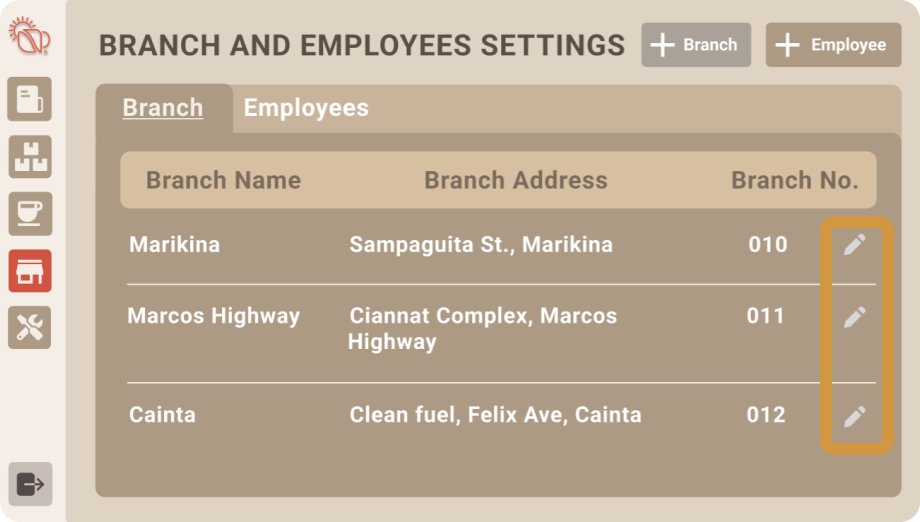 BRANCH AND EMPLOYEES SETTINGS
Branch
Employee
Branch
Employees
Branch Name
Branch Address
Branch No.
Marikina
Sampaguita St., Marikina
010
Marcos Highway
Ciannat Complex, Marcos
Highway
011
Cainta
Clean fuel, Felix Ave, Cainta
012